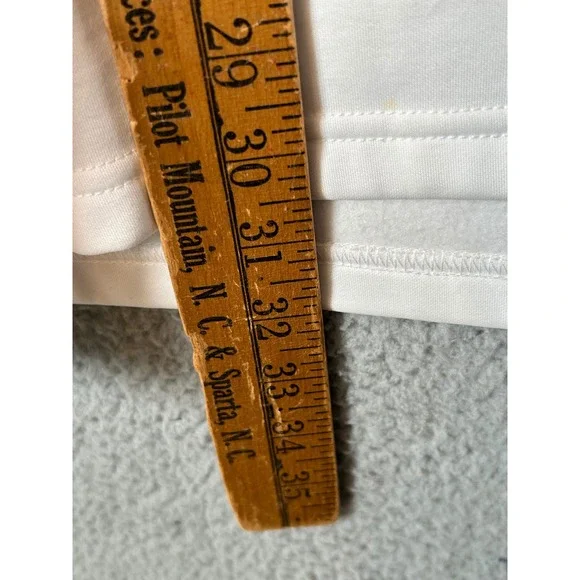 ces: Pilot Mountain, N. C. & Sparta, N.C.
29 30 31 32 33 34 35